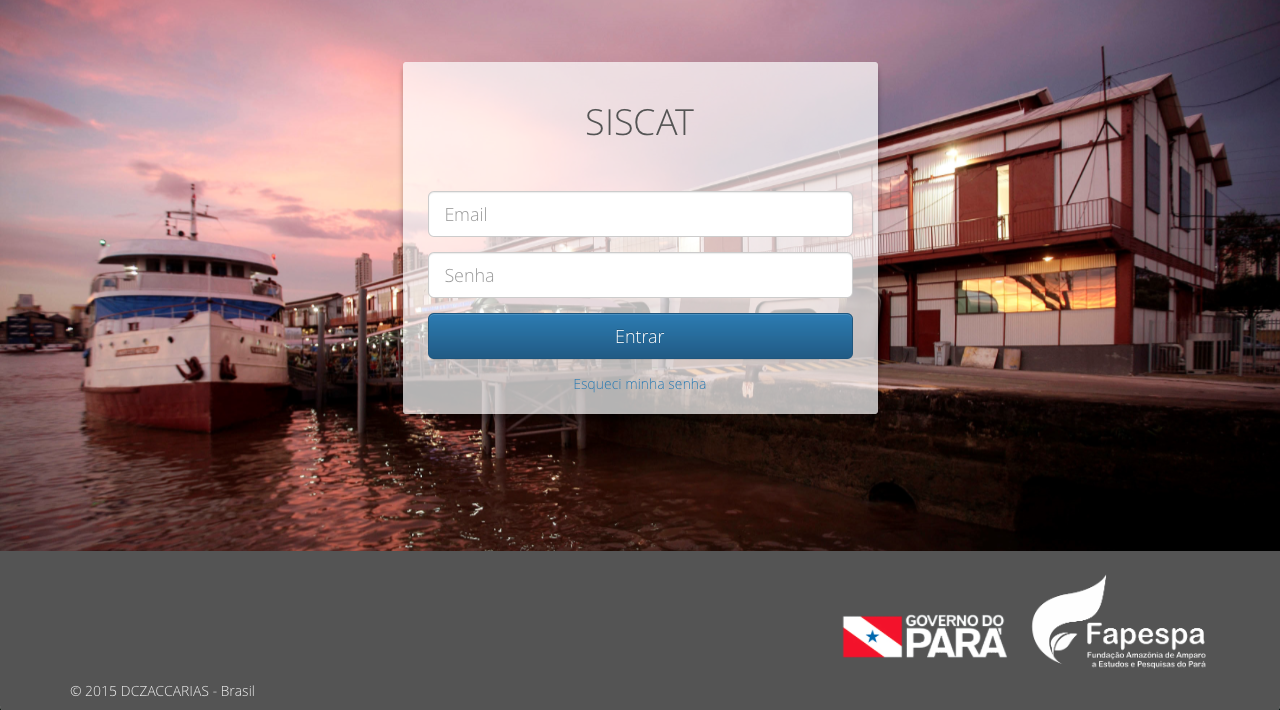 SISCAT
Email
Senha
Entrar
Esqueci minha senha
GOVERNO DO
PARÁ
Fapespa
Fundação Amazônia de Amparo
a Estudos e Pesquisas do Pará
© 2015 DCZACCARIAS - Brasil